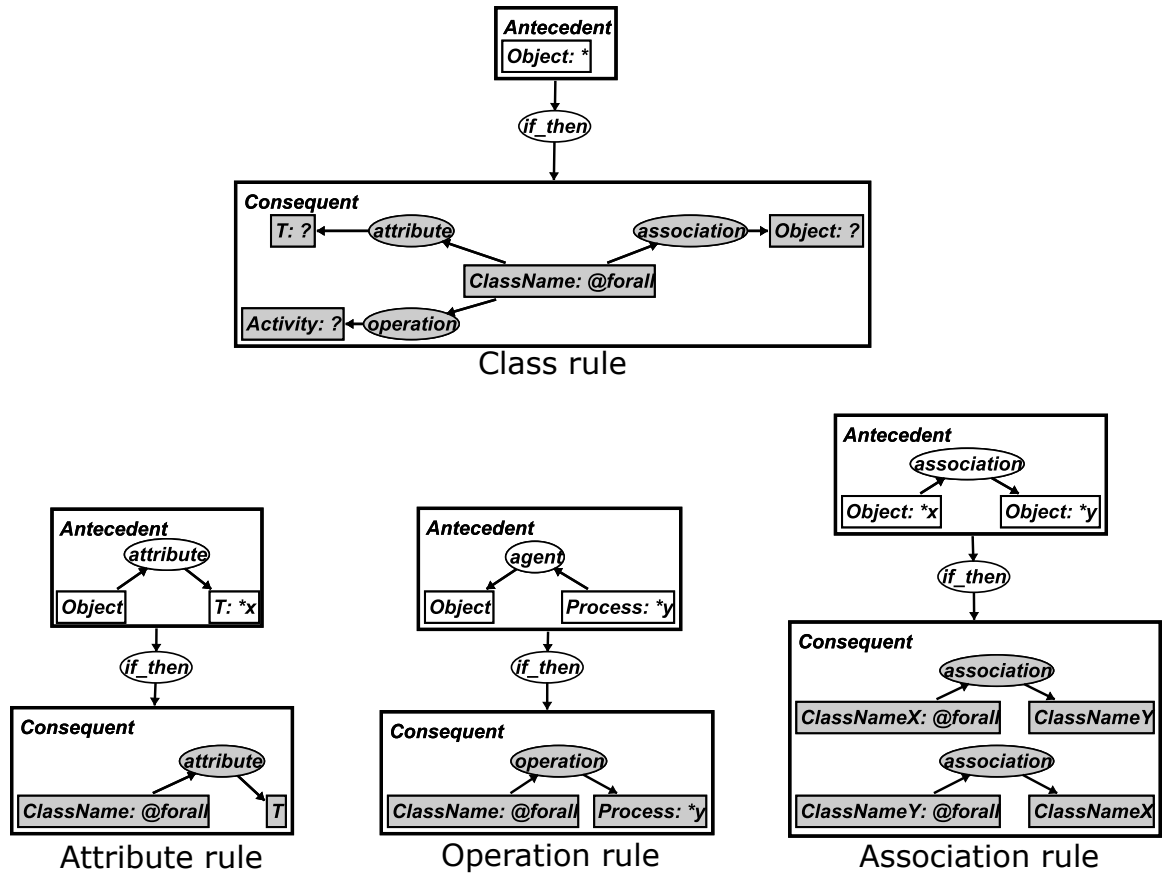 Antecedent
Object: *
if_then
Consequent
T: ?
attribute
association
Object: ?
ClassName: @forall
Activity: ?
operation
Class rule
Antecedent
attribute
Object
T: *x
if_then
Consequent
attribute
ClassName: @forall
T
Attribute rule
Antecedent
agent
Object
Process: *y
if_then
Consequent
operation
ClassName: @forall
Process: *y
Operation rule
Antecedent
association
Object: *x
Object: *y
if_then
Consequent
association
ClassNameX: @forall
ClassNameY
association
ClassNameY: @forall
ClassNameX
Association rule